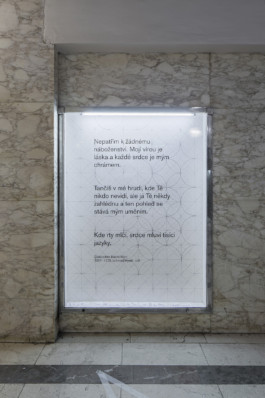 Nepatřím k žádnému
náboženství. Mojí vírou je
láska a každé srdce je mým
chrámem.
Tančíš v mé hrudi, kde Tě
nikdo nevidí, ale já Tě někdy
zahlédnu a ten pohled se
stává mým uměním.
Kde rty mlčí, srdce mluví tisíci
jazyky.